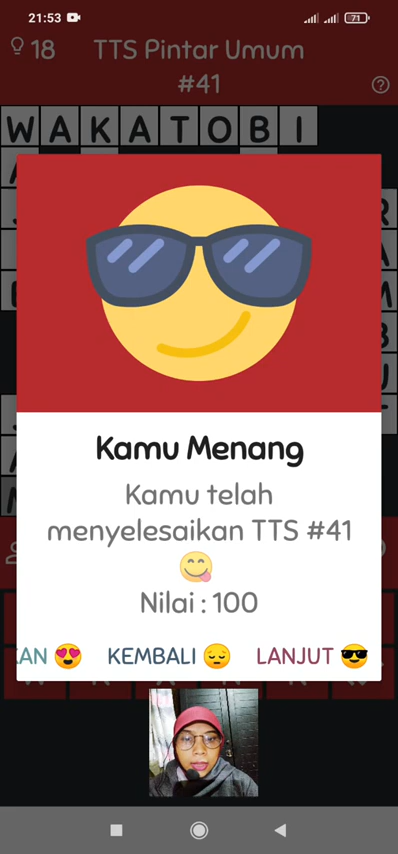 21:53
71
18
TTS Pintar Umum
#41
WAKATOBI
Kamu Menang
Kamu telah
menyelesaikan TTS #41
Nilai : 100
KEMBALI
LANJUT